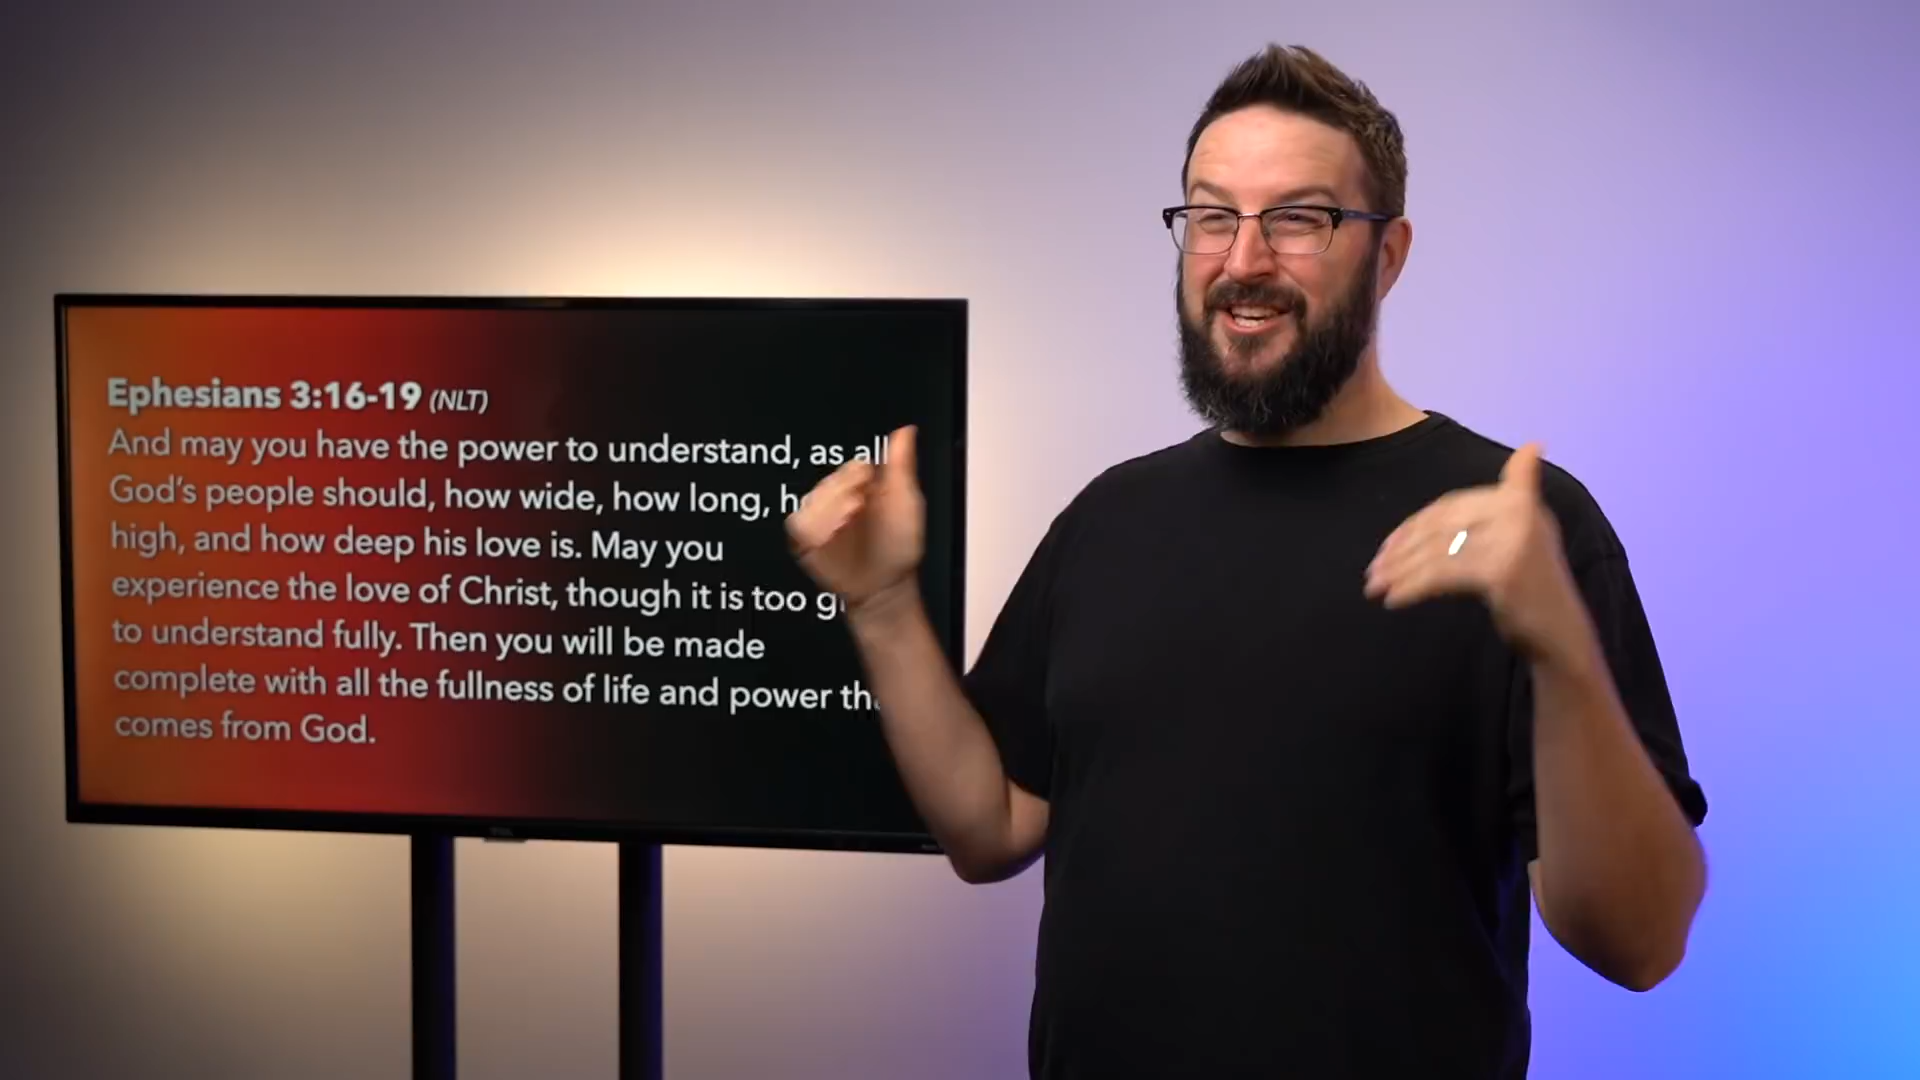 Ephesians 3:16-19 (NLT)
And may you have the power to understand, as all
God's people should, how wide, how long,
high, and how deep his love is. May you
experience the love of Christ, though it is too
to understand fully. Then you will be made
complete with all the fullness of life and power
comes from God.